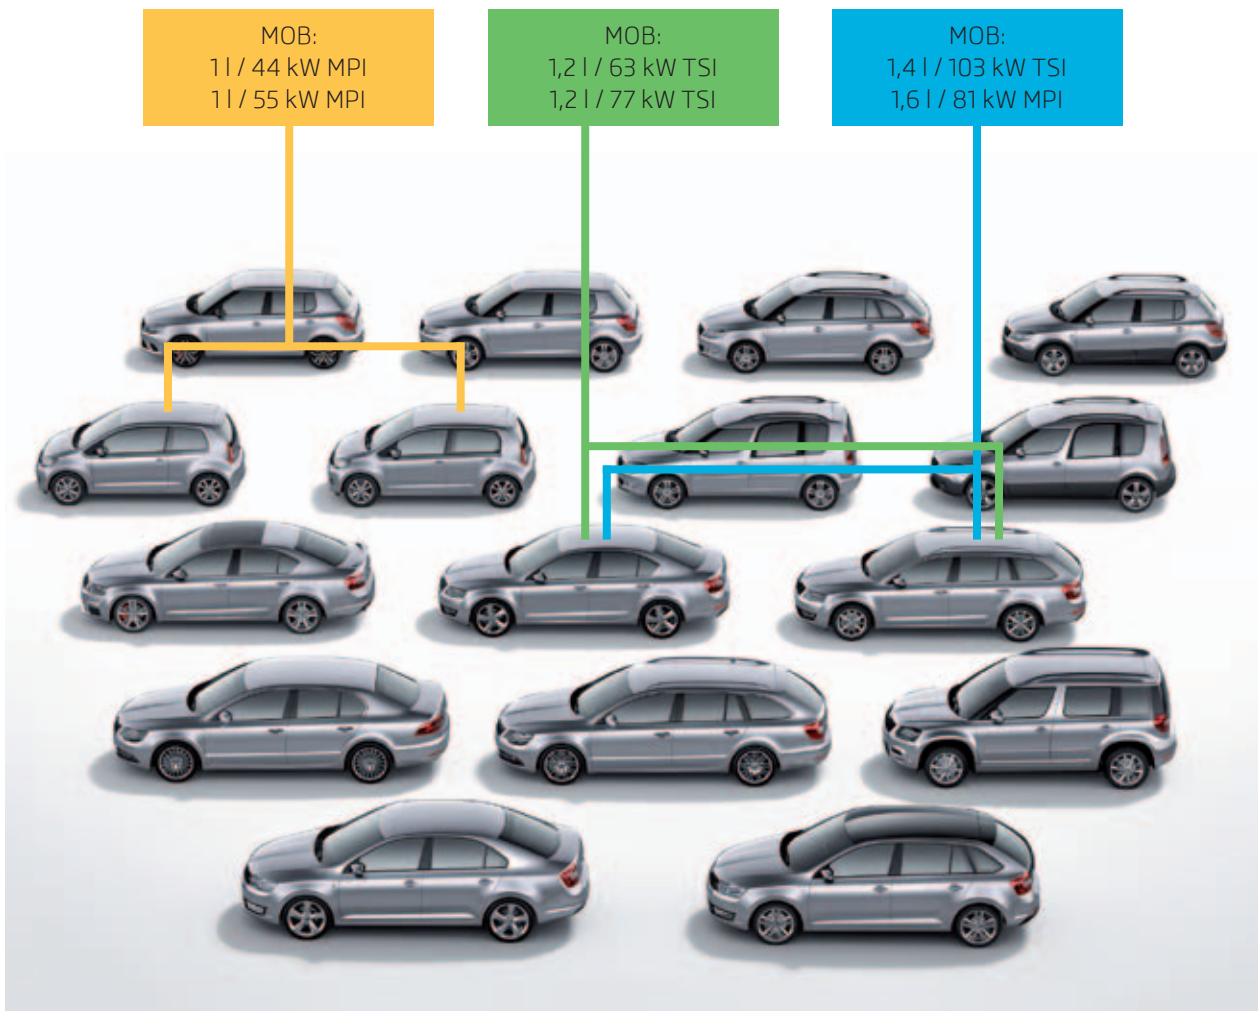 MOB:
1 l / 44 kW MPI
1 l / 55 kW MPI
MOB:
1,2 l / 63 kW TSI
1,2 l / 77 kW TSI
MOB:
1,4 l / 103 kW TSI
1,6 l / 81 kW MPI